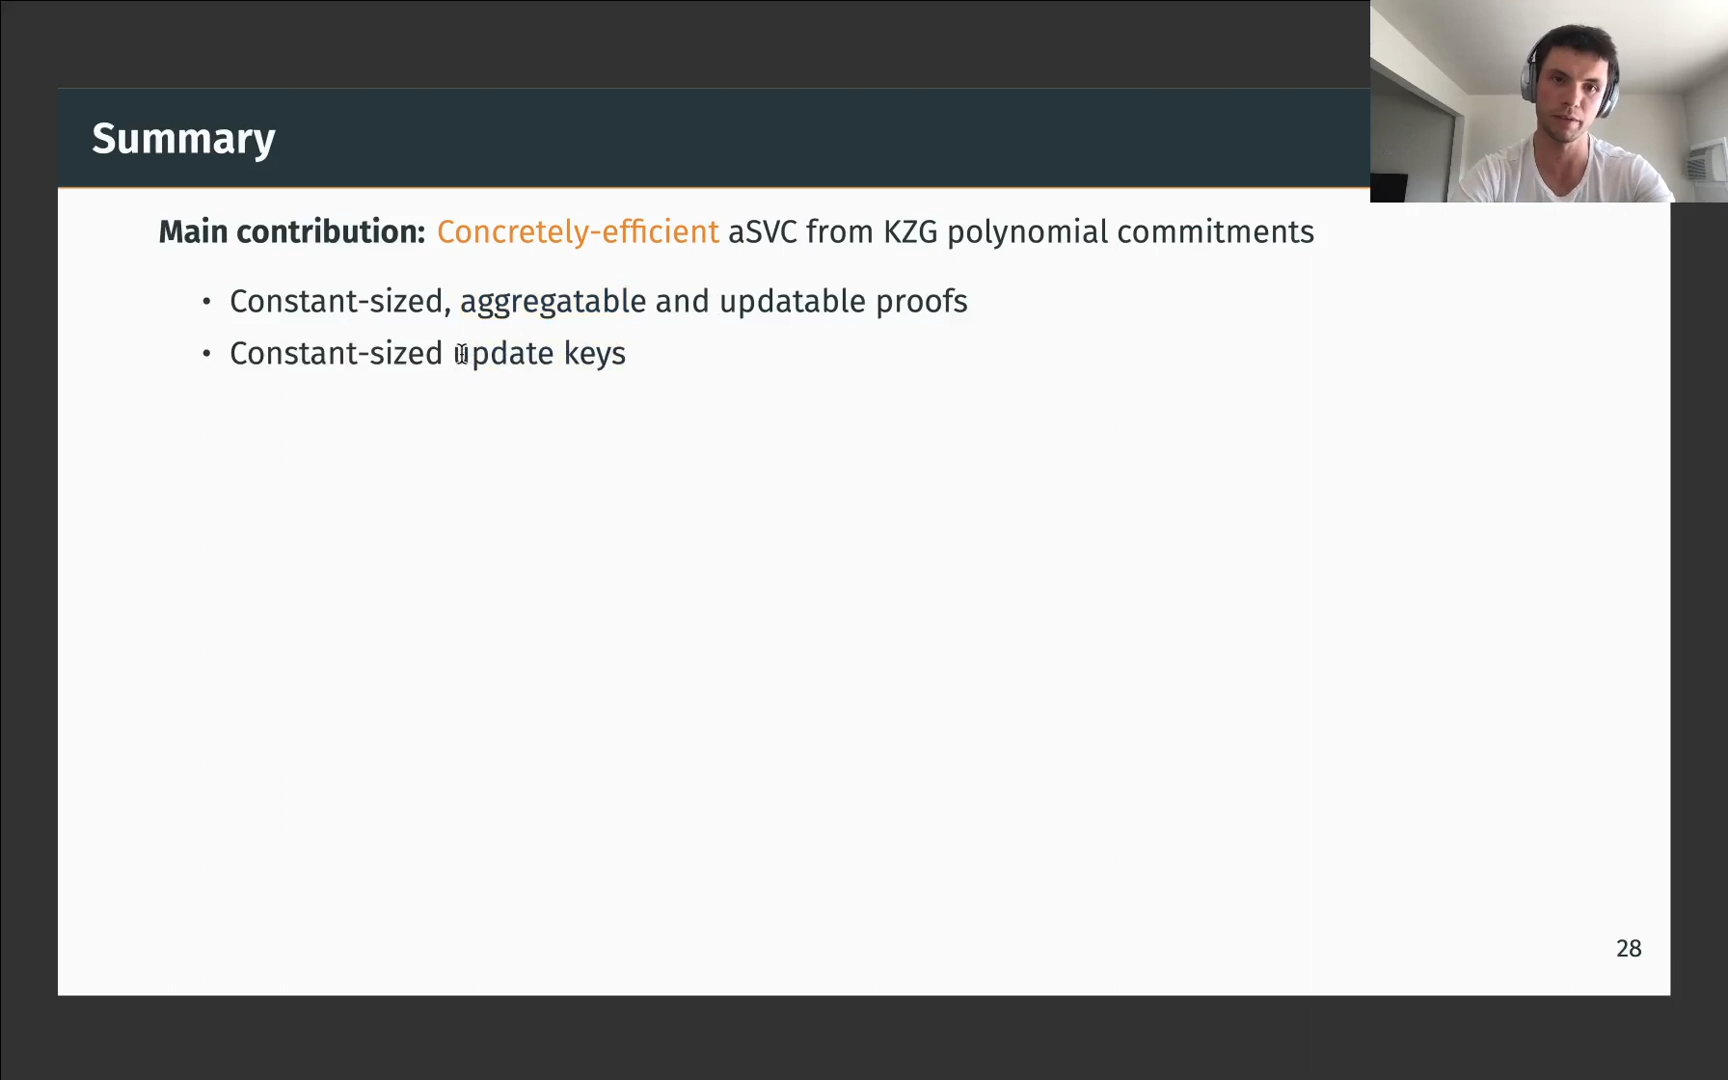 Summary
Main contribution: Concretely-efficient aSVC from KZG polynomial commitments
• Constant-sized, aggregatable and updatable proofs
• Constant-sized update keys
28